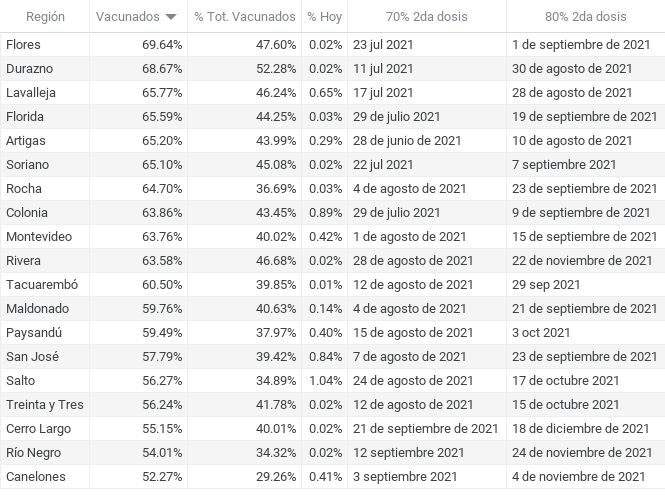 Región Vacunados % Tot. Vacunados % Hoy 70% 2da dosis 80% 2da dosis
Flores 69.64% 47.60% 0.02% 23 jul 2021 1 de septiembre de 2021
Durazno 68.67% 52.28% 0.02% 11 jul 2021 30 de agosto de 2021
Lavalleja 65.77% 46.24% 0.65% 17 jul 2021 28 de agosto de 2021
Florida 65.59% 44.25% 0.03% 29 de julio 2021 19 de septiembre de 2021
Artigas 65.20% 43.99% 0.29% 28 de junio de 2021 10 de agosto de 2021
Soriano 65.10% 45.08% 0.02% 22 jul 2021 7 septiembre 2021
Rocha 64.70% 36.69% 0.03% 4 de agosto de 2021 23 de septiembre de 2021
Colonia 63.86% 43.45% 0.89% 29 de julio 2021 9 de septiembre de 2021
Montevideo 63.76% 40.02% 0.42% 1 de agosto de 2021 15 de septiembre de 2021
Rivera 63.58% 46.68% 0.02% 28 de agosto de 2021 22 de noviembre de 2021
Tacuarembó 60.50% 39.85% 0.01% 12 de agosto de 2021 29 sep 2021
Maldonado 59.76% 40.63% 0.14% 4 de agosto de 2021 21 de septiembre de 2021
Paysandú 59.49% 37.97% 0.40% 15 de agosto de 2021 3 oct 2021
San José 57.79% 39.42% 0.84% 7 de agosto de 2021 23 de septiembre de 2021
Salto 56.27% 34.89% 1.04% 24 de agosto de 2021 17 de octubre 2021
Treinta y Tres 56.24% 41.78% 0.02% 12 de agosto de 2021 15 de octubre 2021
Cerro Largo 55.15% 40.01% 0.02% 21 de septiembre de 2021 18 de diciembre de 2021
Río Negro 54.01% 34.32% 0.02% 12 septiembre 2021 24 de noviembre de 2021
Canelones 52.27% 29.26% 0.41% 3 septiembre 2021 4 de noviembre de 2021